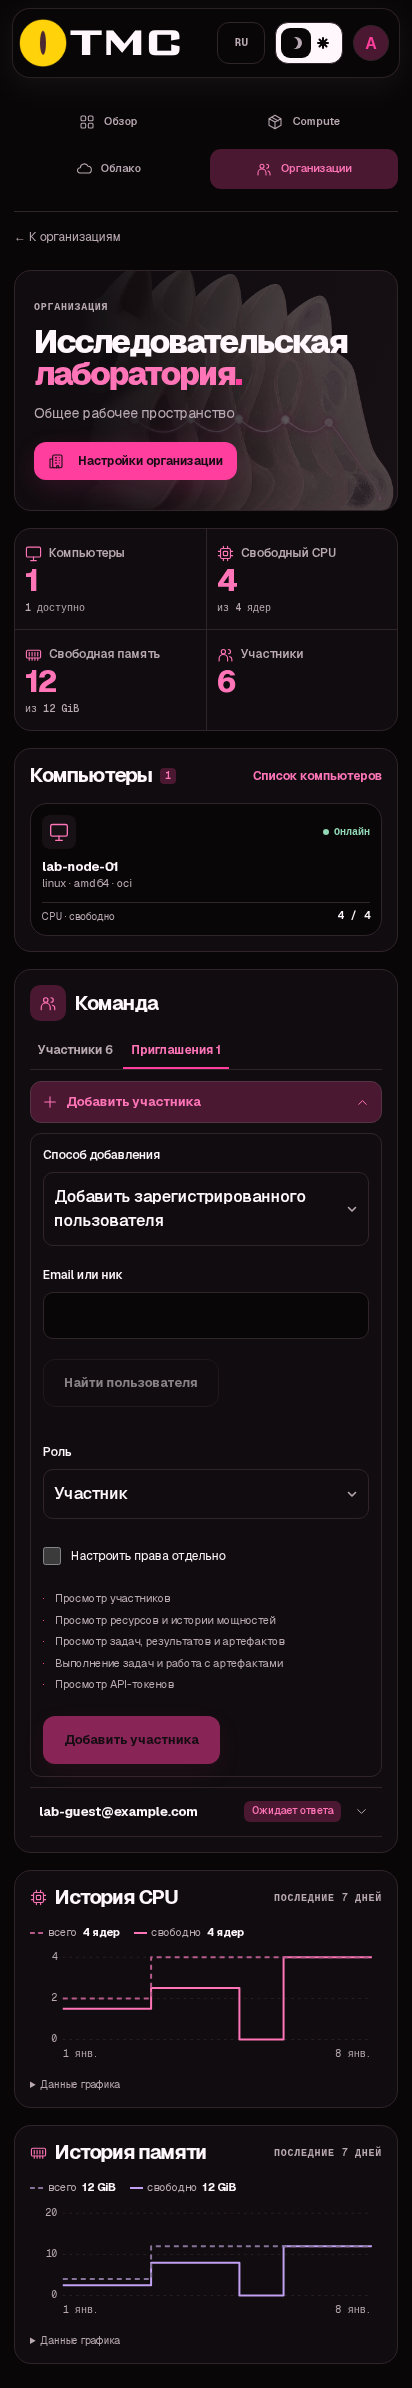 TMC
RU
A
Обзор
Compute
Облако
Организации
← К организациям
ОРГАНИЗАЦИЯ
Исследовательская
лаборатория.
Общее рабочее пространство
Настройки организации
Компьютеры
1
1 доступно
Свободный CPU
4
из 4 ядер
Свободная память
12
из 12 GiB
Участники
6
Компьютеры 1
Список компьютеров
Онлайн
lab-node-01
linux · amd64 · oci
CPU · свободно
4 / 4
Команда
Участники 6
Приглашения 1
Добавить участника
Способ добавления
Добавить зарегистрированного
пользователя
Email или ник
Найти пользователя
Роль
Участник
Настроить права отдельно
· Просмотр участников
· Просмотр ресурсов и истории мощностей
· Просмотр задач, результатов и артефактов
· Выполнение задач и работа с артефактами
· Просмотр API-токенов
Добавить участника
lab-guest@example.com
Ожидает ответа
История CPU
ПОСЛЕДНИЕ 7 ДНЕЙ
всего 4 ядер
свободно 4 ядер
4
2
0
1 янв.
8 янв.
▶ Данные графика
История памяти
ПОСЛЕДНИЕ 7 ДНЕЙ
всего 12 GiB
свободно 12 GiB
20
10
0
1 янв.
8 янв.
▶ Данные графика